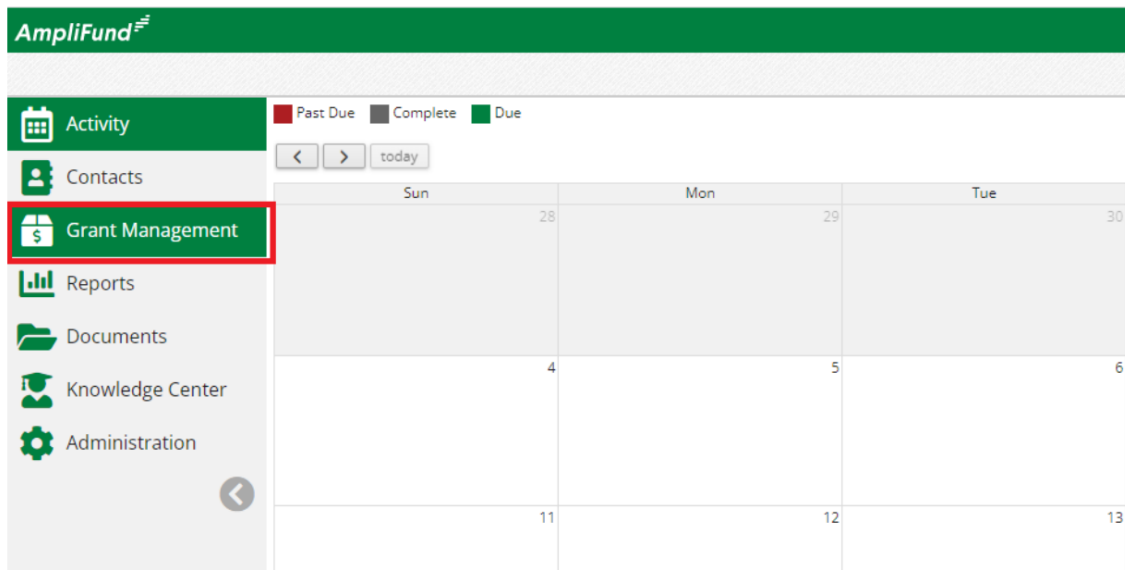 AmpliFund
Activity
Contacts
Grant Management
Reports
Documents
Knowledge Center
Administration
Past Due Complete Due
today
Sun Mon Tue
28 29 30
4 5 6
11 12 13